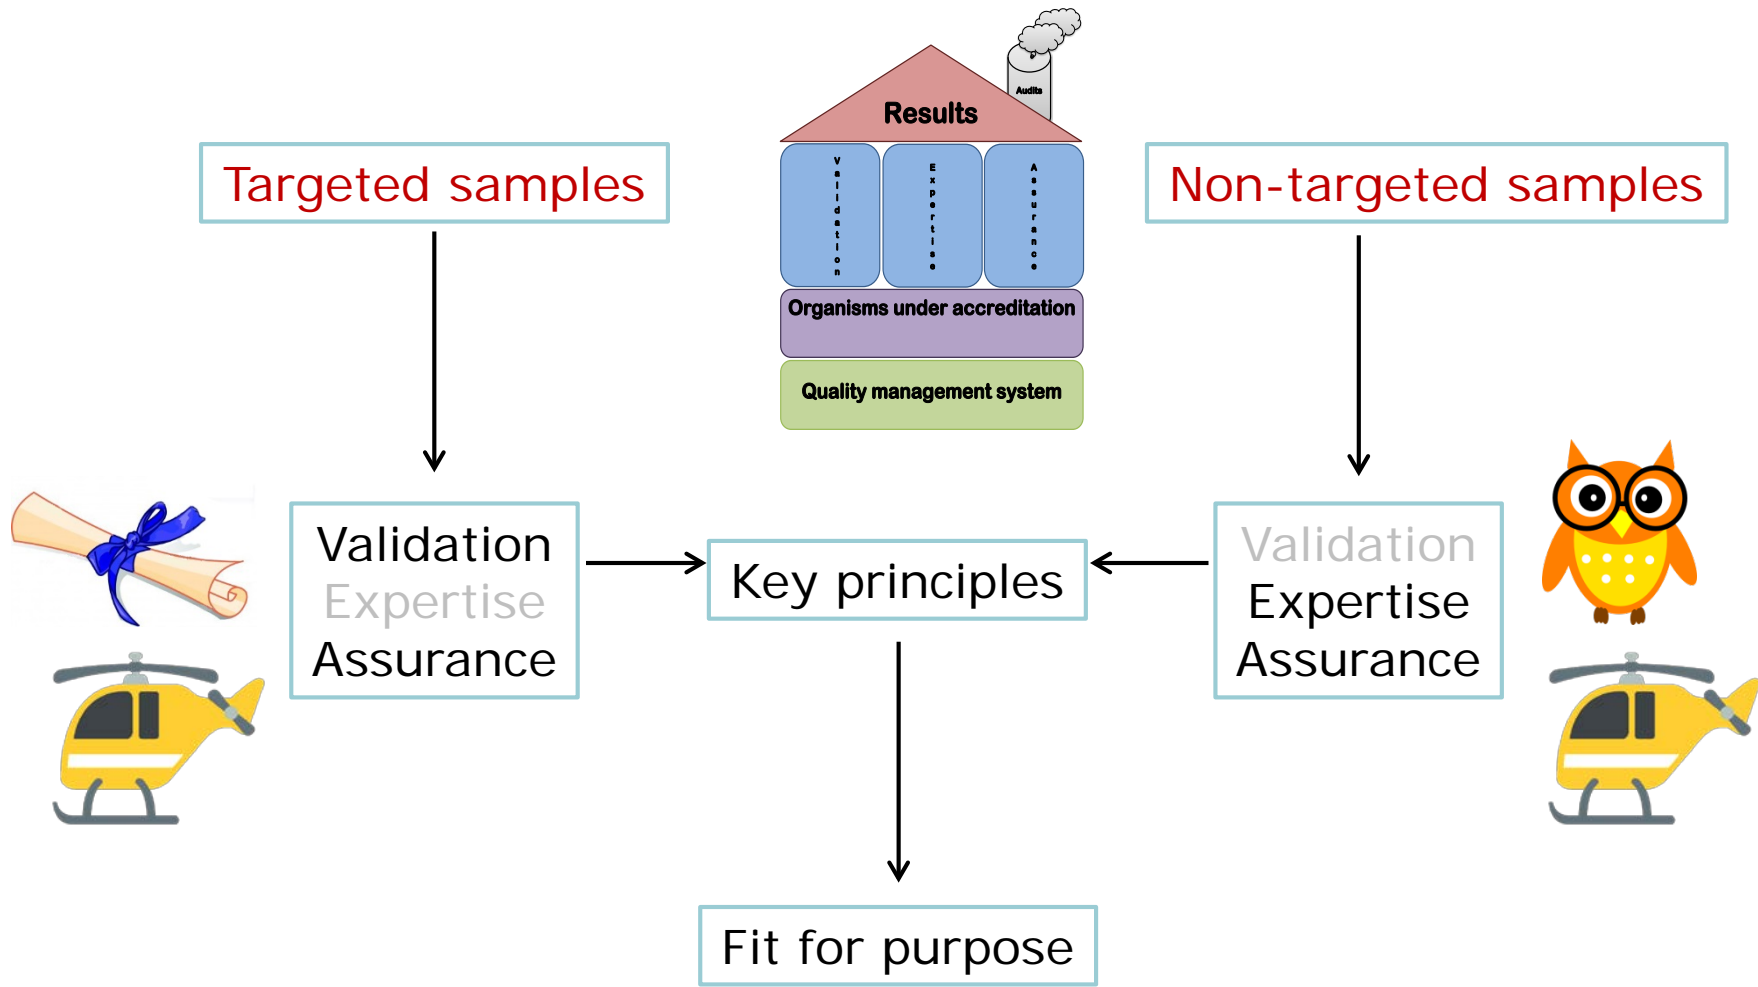 Audits
Results
Validation
Expertise
Assurance
Organisms under accreditation
Quality management system
Targeted samples
Non-targeted samples
Validation
Expertise
Assurance
Key principles
Validation
Expertise
Assurance
Fit for purpose